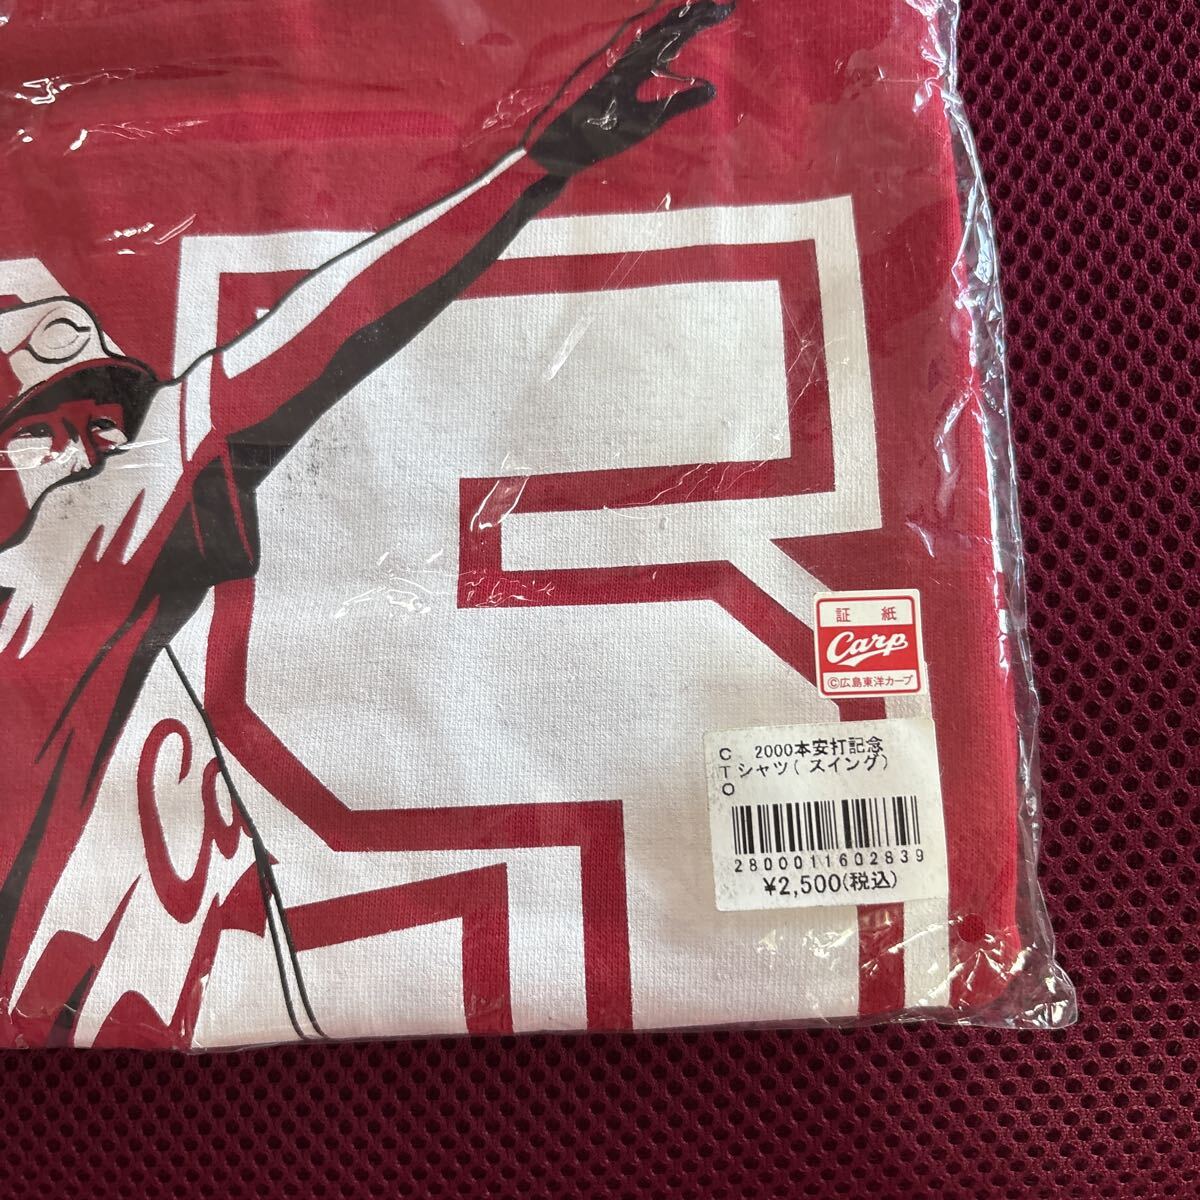 証 紙
Carp
©広島東洋カープ
C 2000本安打記念
T シャツ( スイング)
O
2800011602839
¥2,500(税込)
Ca